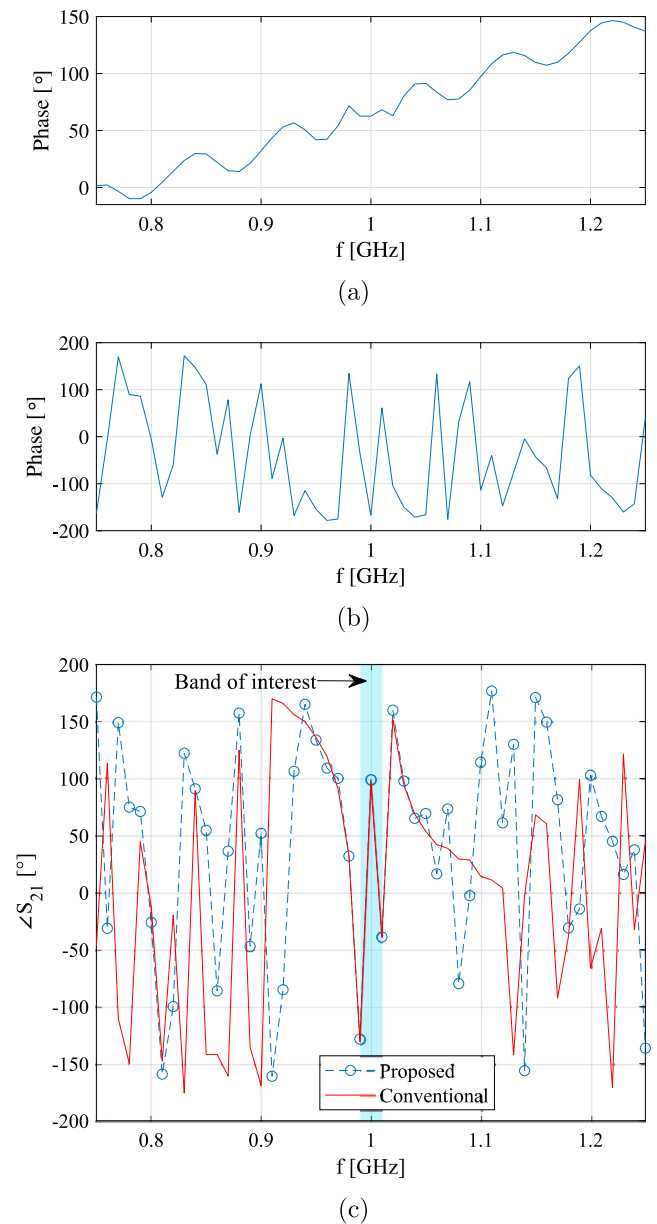 150
100
50
0
Phase [°]
0.8 0.9 1 1.1 1.2
f [GHz]
(a)
200
100
0
-100
-200
Phase [°]
0.8 0.9 1 1.1 1.2
f [GHz]
(b)
200
150
100
50
0
-50
-100
-150
-200
∠S21 [°]
Band of interest
Proposed
Conventional
0.8 0.9 1 1.1 1.2
f [GHz]
(c)